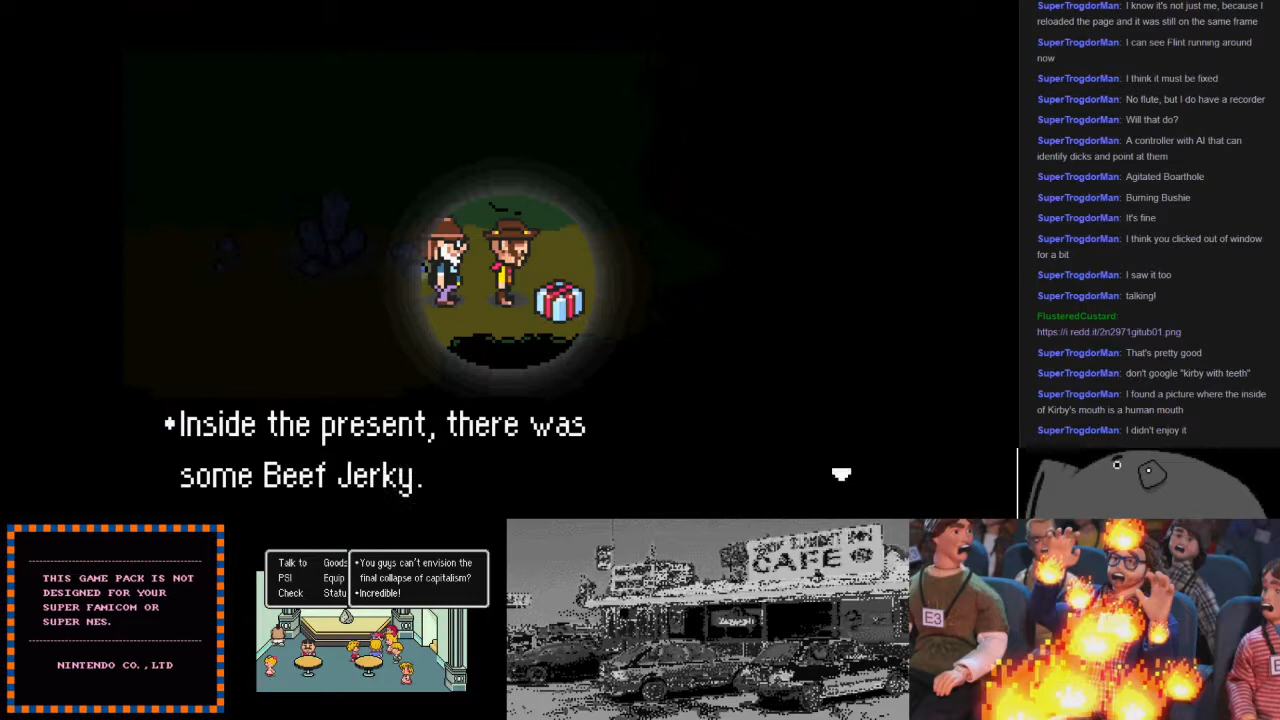 SuperTrogdorMan: I know it's not just me, because I
reloaded the page and it was still on the same frame
SuperTrogdorMan: I can see Flint running around
now
SuperTrogdorMan: I think it must be fixed
SuperTrogdorMan: No flute, but I do have a recorder
SuperTrogdorMan: Will that do?
SuperTrogdorMan: A controller with AI that can
identify dicks and point at them
SuperTrogdorMan: Agitated Boarthole
SuperTrogdorMan: Burning Bushie
SuperTrogdorMan: It's fine
SuperTrogdorMan: I think you clicked out of window
for a bit
SuperTrogdorMan: I saw it too
SuperTrogdorMan: talking!
FlusteredCustard:
https://i.redd.it/2n2971gitub01.png
SuperTrogdorMan: That's pretty good
SuperTrogdorMan: don't google "kirby with teeth"
SuperTrogdorMan: I found a picture where the inside
of Kirby's mouth is a human mouth
SuperTrogdorMan: I didn't enjoy it
•Inside the present, there was
some Beef Jerky.
THIS GAME PACK IS NOT
DESIGNED FOR YOUR
SUPER FAMICOM OR
SUPER NES.
NINTENDO CO.,LTD
Talk to Goods
PSI Equip
Check Statu
•You guys can't envision the
final collapse of capitalism?
•Incredible!
CAFE
E3